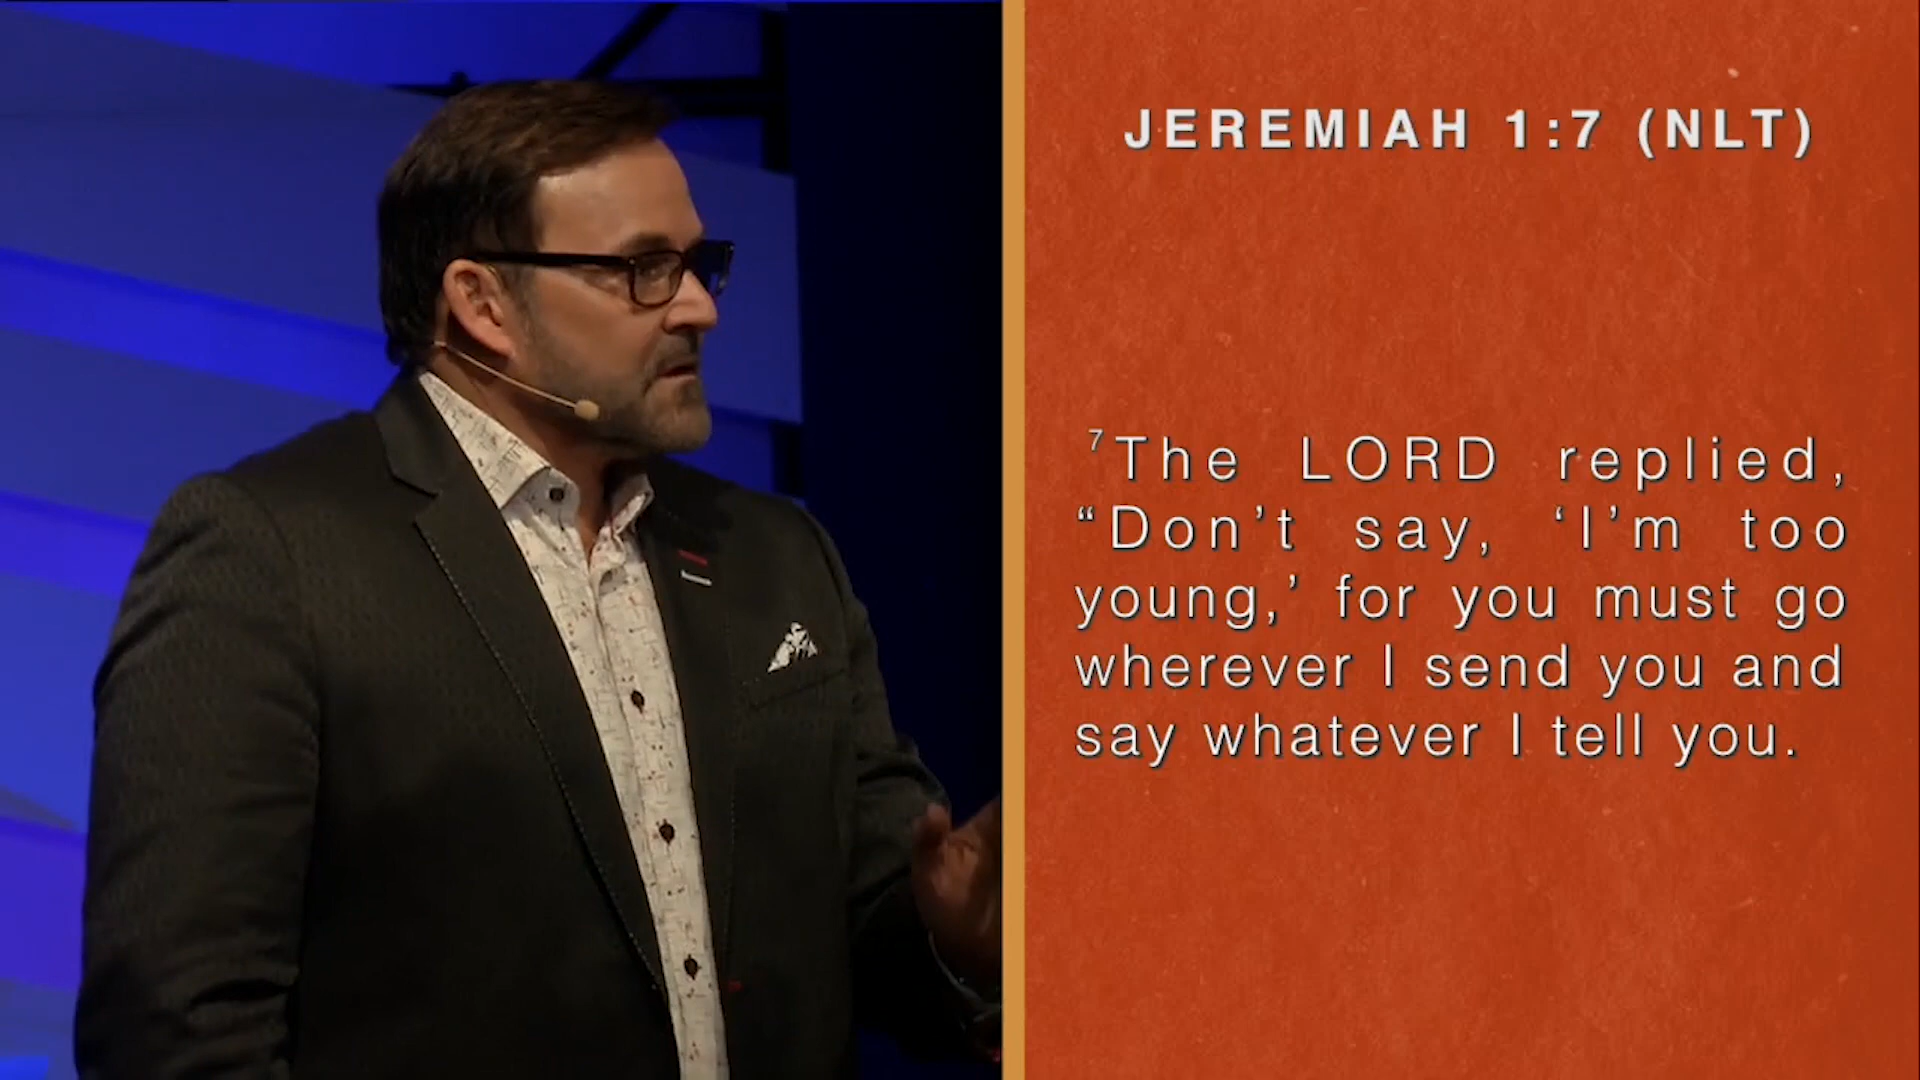 JEREMIAH 1:7 (NLT)
⁷The LORD replied,
“Don’t say, ‘I’m too
young,’ for you must go
wherever I send you and
say whatever I tell you.